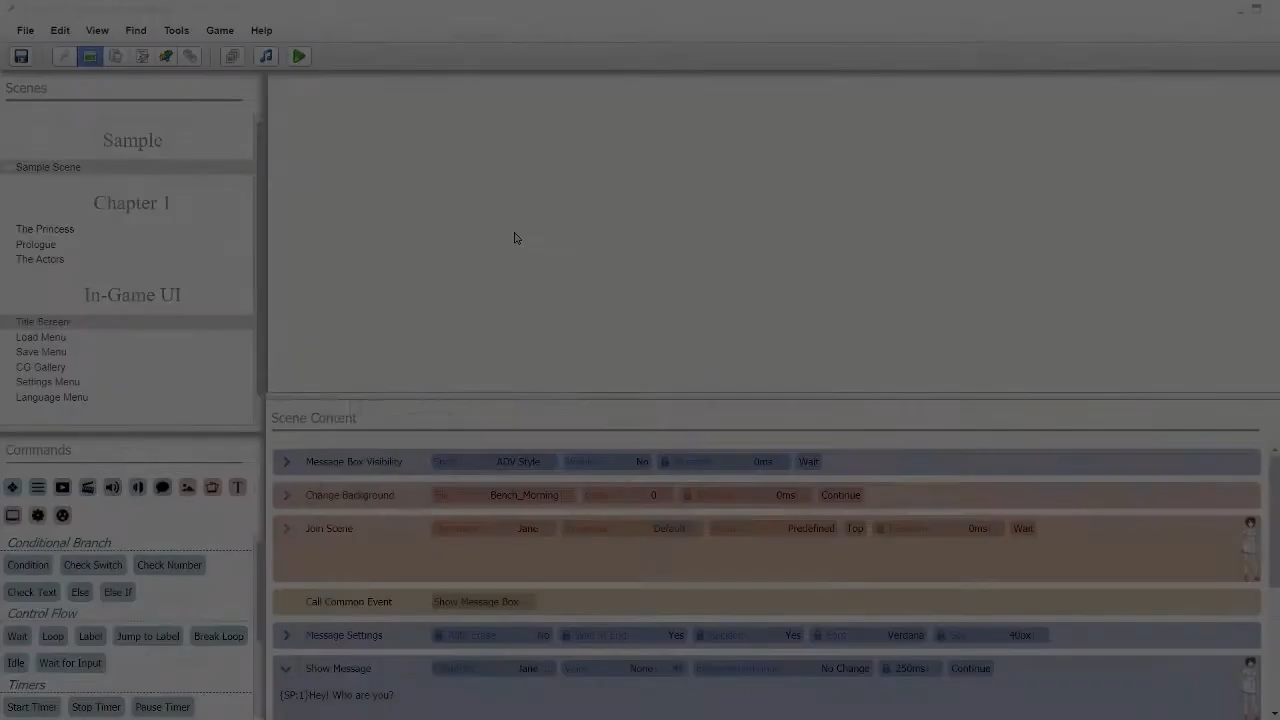 File Edit View Find Tools Game Help
Scenes
Sample
Sample Scene
Chapter 1
The Princess
Prologue
The Actors
In-Game UI
Title Screen
Load Menu
Save Menu
CG Gallery
Settings Menu
Language Menu
Commands
T
Conditional Branch
Condition Check Switch Check Number
Check Text Else Else If
Control Flow
Wait Loop Label Jump to Label Break Loop
Idle Wait for Input
Timers
Start Timer Stop Timer Pause Timer
Scene Content
Message Box Visibility ADV Style No 0ms Wait
Change Background Bench_Morning 0 0ms Continue
Join Scene Jane Default Predefined Top 0ms Wait
Call Common Event Show Message Box
Message Settings No Yes Yes Font Verdana 40px
Show Message Jane None No Change 250ms Continue
{SP:1}Hey! Who are you?